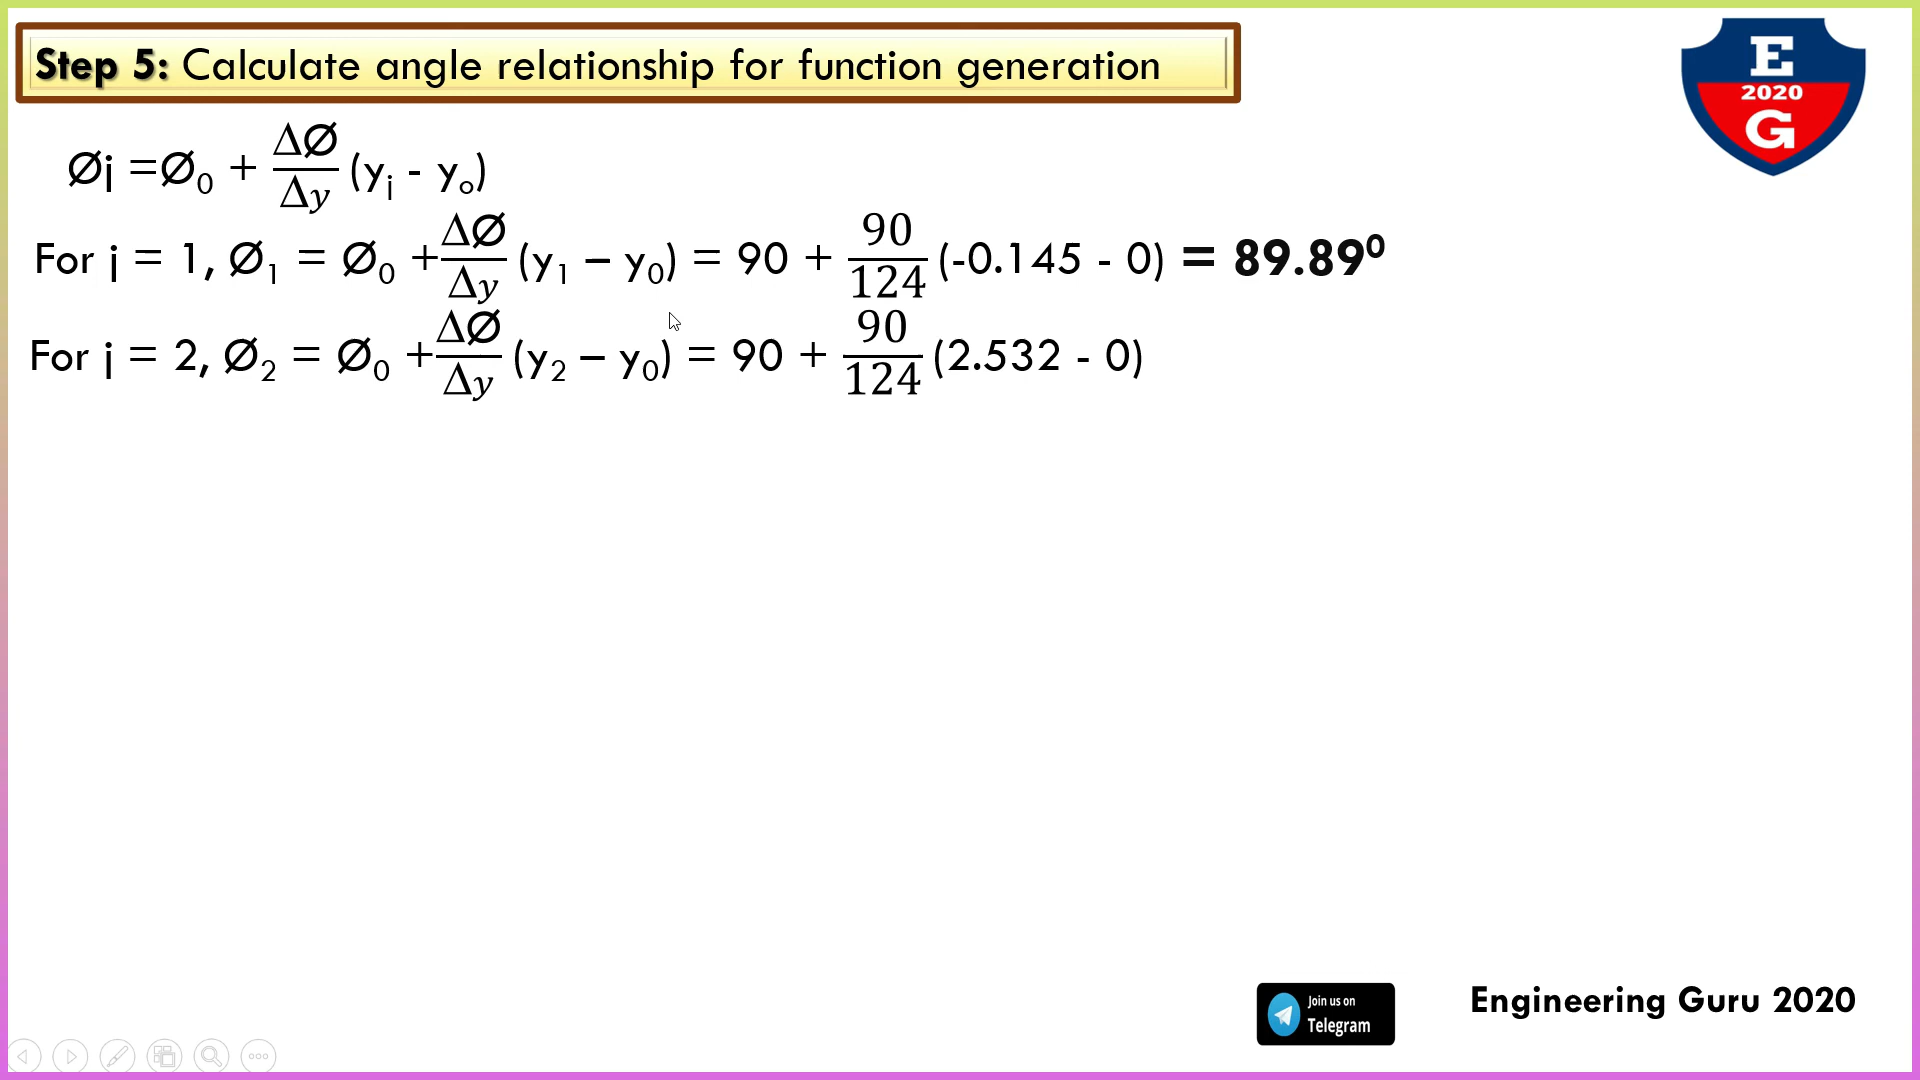 Step 5: Calculate angle relationship for function generation
E
2020
G
Øj =Ø₀ + ΔØ/Δy (yⱼ - yₒ)
For j = 1, Ø₁ = Ø₀ +ΔØ/Δy (y₁ – y₀) = 90 + 90/124 (-0.145 - 0) = 89.89⁰
For j = 2, Ø₂ = Ø₀ +ΔØ/Δy (y₂ – y₀) = 90 + 90/124 (2.532 - 0)
Join us on
Telegram
Engineering Guru 2020